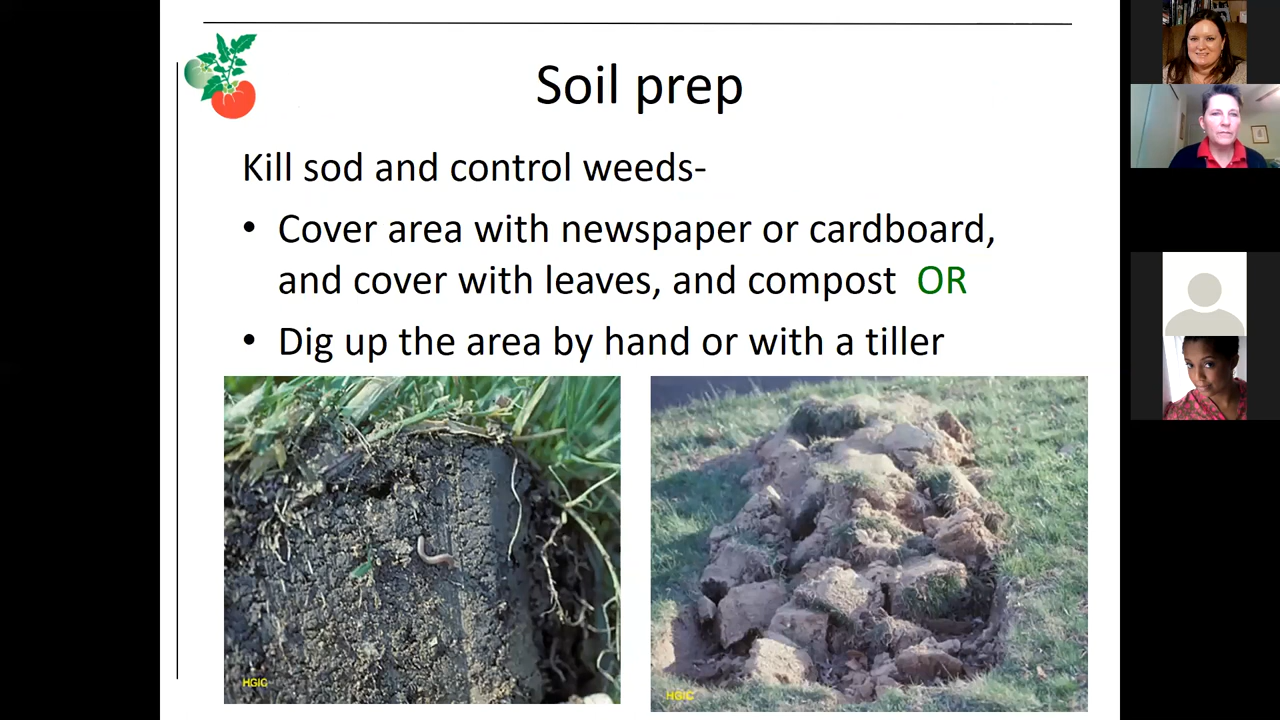 Soil prep
Kill sod and control weeds-
• Cover area with newspaper or cardboard,
and cover with leaves, and compost OR
• Dig up the area by hand or with a tiller
HGIC
HGIC